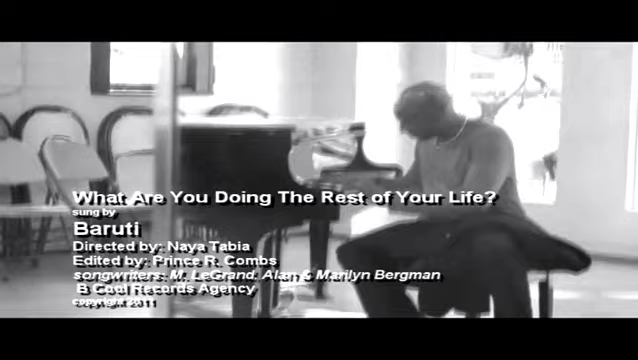 What Are You Doing The Rest of Your Life?
sung by
Baruti
Directed by: Naya Tabia
Edited by: Prince R. Combs
songwriters: M. LeGrand, Alan & Marilyn Bergman
B Cool Records Agency
copyright 2011